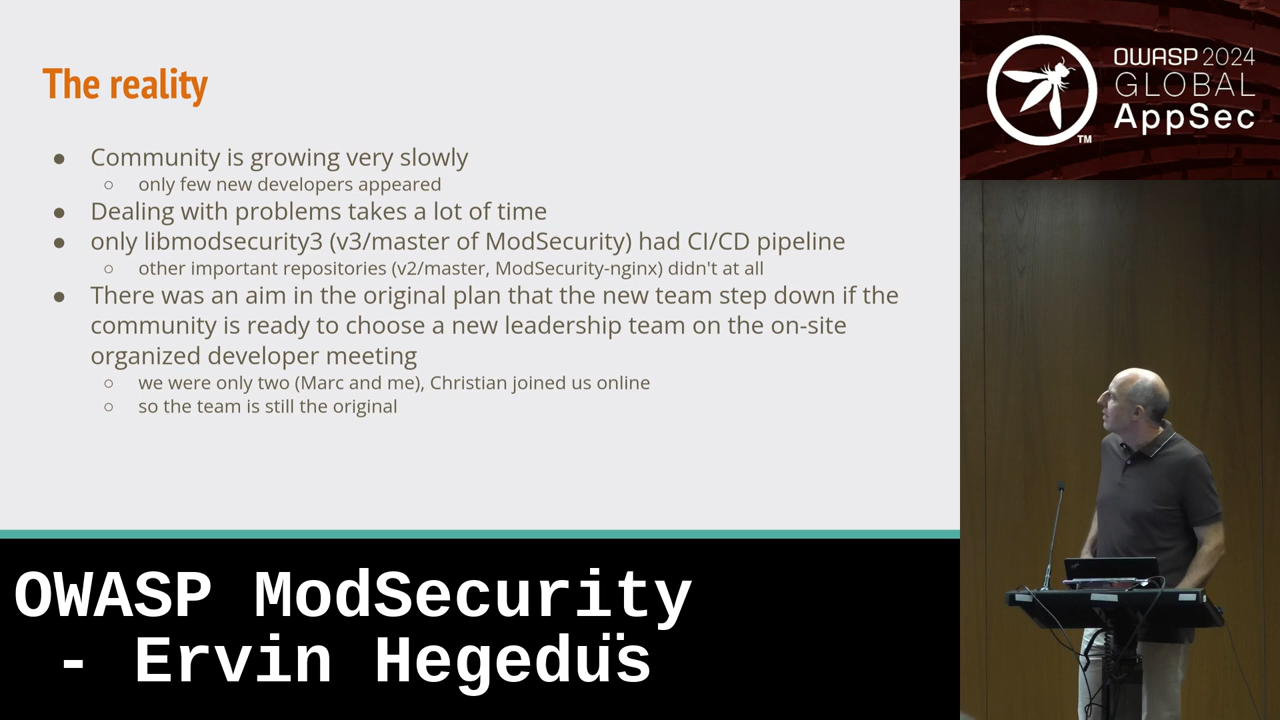 The reality
● Community is growing very slowly
○ only few new developers appeared
● Dealing with problems takes a lot of time
● only libmodsecurity3 (v3/master of ModSecurity) had CI/CD pipeline
○ other important repositories (v2/master, ModSecurity-nginx) didn't at all
● There was an aim in the original plan that the new team step down if the
community is ready to choose a new leadership team on the on-site
organized developer meeting
○ we were only two (Marc and me), Christian joined us online
○ so the team is still the original
OWASP ModSecurity
- Ervin Hegedüs
OWASP 2024
GLOBAL
AppSec
TM